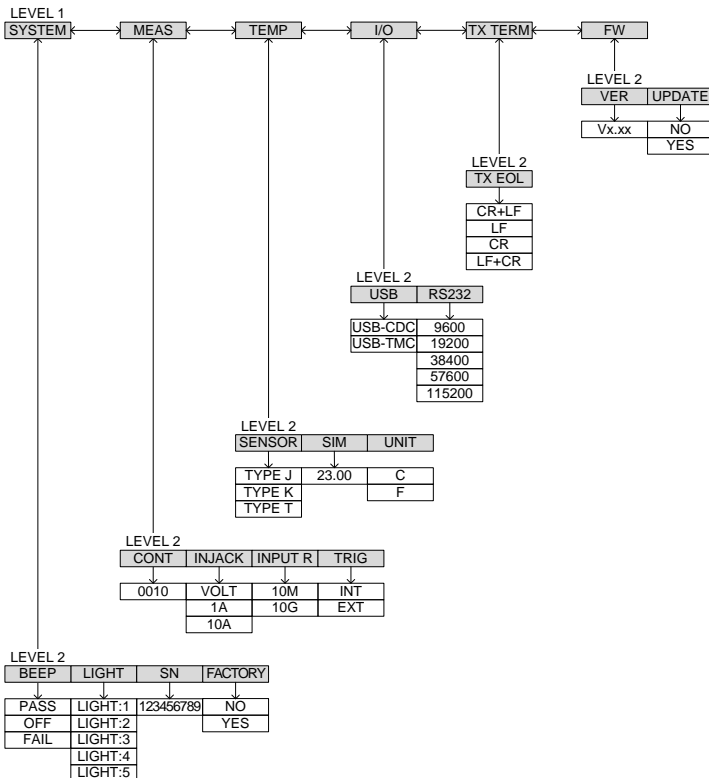 LEVEL 1
SYSTEM MEAS TEMP I/O TX TERM FW
LEVEL 2
VER UPDATE
Vx.xx NO
YES
LEVEL 2
TX EOL
CR+LF
LF
CR
LF+CR
LEVEL 2
USB RS232
USB-CDC 9600
USB-TMC 19200
38400
57600
115200
LEVEL 2
SENSOR SIM UNIT
TYPE J 23.00 C
TYPE K F
TYPE T
LEVEL 2
CONT INJACK INPUT R TRIG
0010 VOLT 10M INT
1A 10G EXT
10A
LEVEL 2
BEEP LIGHT SN FACTORY
PASS LIGHT:1 123456789 NO
OFF LIGHT:2 YES
FAIL LIGHT:3
LIGHT:4
LIGHT:5